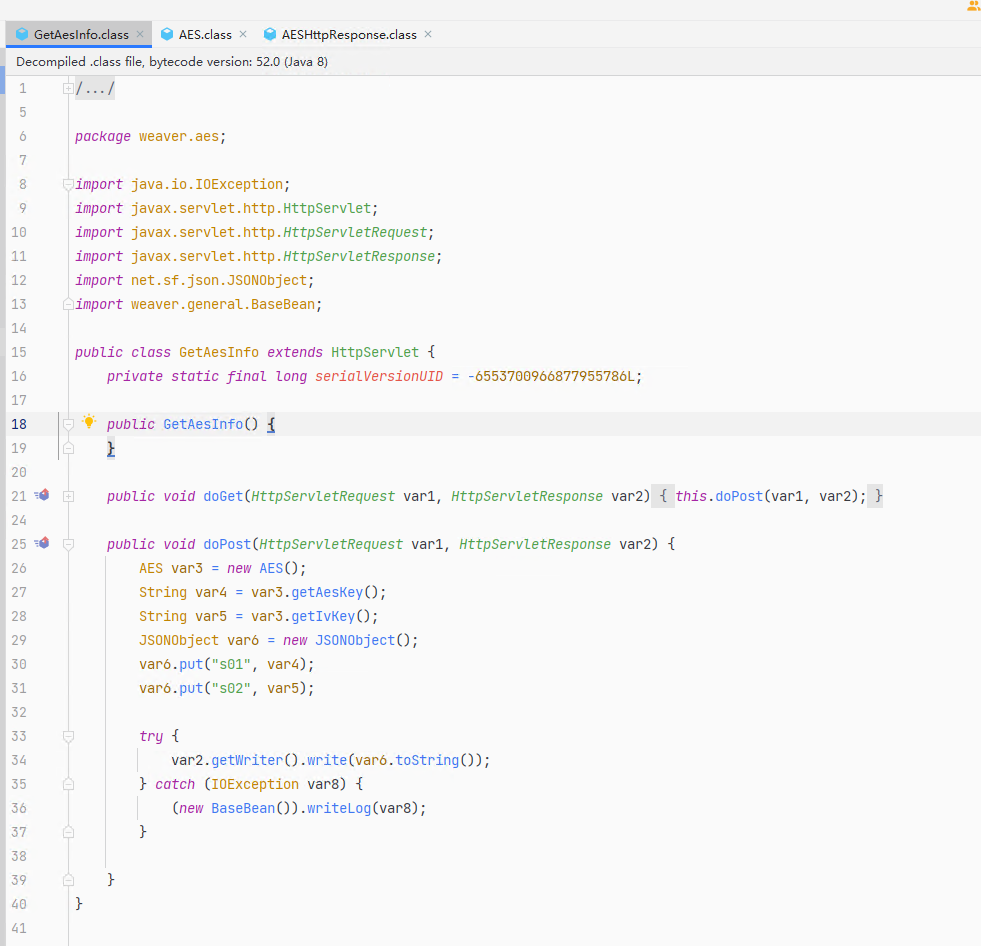 GetAesInfo.class × AES.class × AESHttpResponse.class ×
Decompiled .class file, bytecode version: 52.0 (Java 8)
1 /.../
5
6 package weaver.aes;
7
8 import java.io.IOException;
9 import javax.servlet.http.HttpServlet;
10 import javax.servlet.http.HttpServletRequest;
11 import javax.servlet.http.HttpServletResponse;
12 import net.sf.json.JSONObject;
13 import weaver.general.BaseBean;
14
15 public class GetAesInfo extends HttpServlet {
16 private static final long serialVersionUID = -6553700966877955786L;
17
18 public GetAesInfo() {
19 }
20
21 public void doGet(HttpServletRequest var1, HttpServletResponse var2) { this.doPost(var1, var2); }
24
25 public void doPost(HttpServletRequest var1, HttpServletResponse var2) {
26 AES var3 = new AES();
27 String var4 = var3.getAesKey();
28 String var5 = var3.getIvKey();
29 JSONObject var6 = new JSONObject();
30 var6.put("s01", var4);
31 var6.put("s02", var5);
32
33 try {
34 var2.getWriter().write(var6.toString());
35 } catch (IOException var8) {
36 (new BaseBean()).writeLog(var8);
37 }
38
39 }
40 }
41